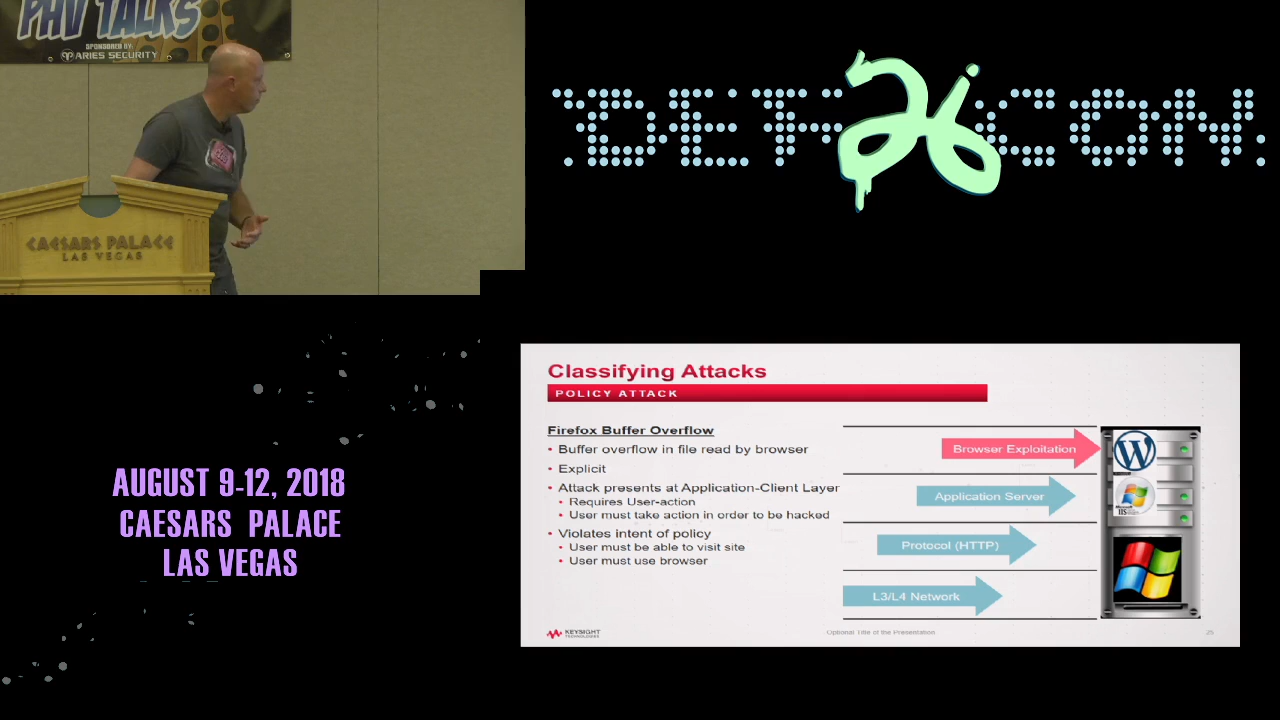 PHV TALKS
SPONSORED BY:
ARIES SECURITY
CAESARS PALACE
LAS VEGAS
DEF 26 CON
AUGUST 9-12, 2018
CAESARS PALACE
LAS VEGAS
Classifying Attacks
POLICY ATTACK
Firefox Buffer Overflow
• Buffer overflow in file read by browser
• Explicit
• Attack presents at Application-Client Layer
• Requires User-action
• User must take action in order to be hacked
• Violates intent of policy
• User must be able to visit site
• User must use browser
Browser Exploitation
Application Server
Protocol (HTTP)
L3/L4 Network
W
KEYSIGHT
TECHNOLOGIES
Optional Title of the Presentation
25